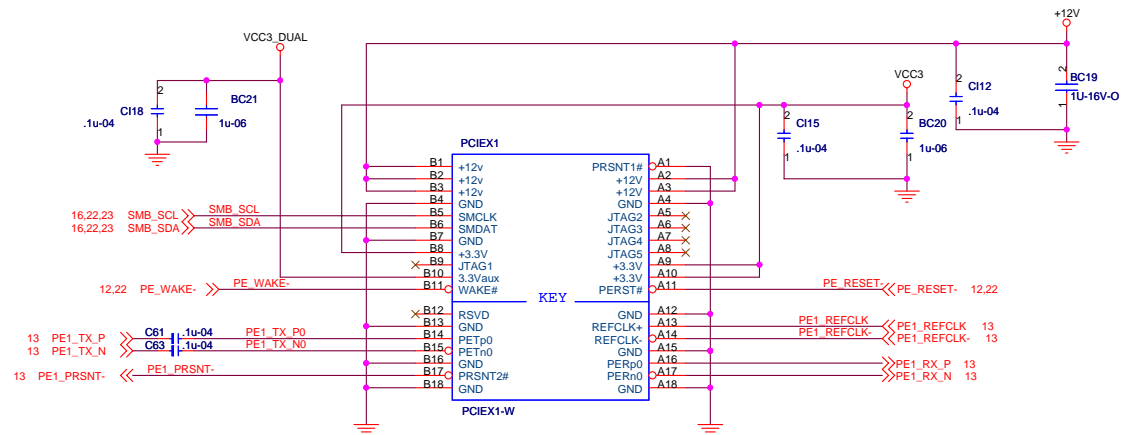 +12V
VCC3_DUAL
VCC3
2
CI18
.1u-04
1
BC21
1u-06
2
CI15
.1u-04
1
2
BC20
1u-06
1
2
CI12
.1u-04
1
2
BC19
1U-16V-O
1
PCIEX1
B1 +12v PRSNT1# A1
B2 +12v +12V A2
B3 +12v +12V A3
B4 GND GND A4
16,22,23 SMB_SCL SMB_SCL B5 SMCLK JTAG2 A5
16,22,23 SMB_SDA SMB_SDA B6 SMDAT JTAG3 A6
B7 GND JTAG4 A7
B8 +3.3V JTAG5 A8
B9 JTAG1 +3.3V A9
B10 3.3Vaux +3.3V A10
12,22 PE_WAKE- PE_WAKE- B11 WAKE# PERST# A11 PE_RESET- PE_RESET- 12,22
KEY
B12 RSVD GND A12
B13 GND REFCLK+ A13 PE1_REFCLK PE1_REFCLK 13
13 PE1_TX_P C61 .1u-04 PE1_TX_P0 B14 PETp0 REFCLK- A14 PE1_REFCLK- PE1_REFCLK- 13
13 PE1_TX_N C63 .1u-04 PE1_TX_N0 B15 PETn0 GND A15
B16 GND PERp0 A16 PE1_RX_P 13
13 PE1_PRSNT- PE1_PRSNT- B17 PRSNT2# PERn0 A17 PE1_RX_N 13
B18 GND GND A18
PCIEX1-W